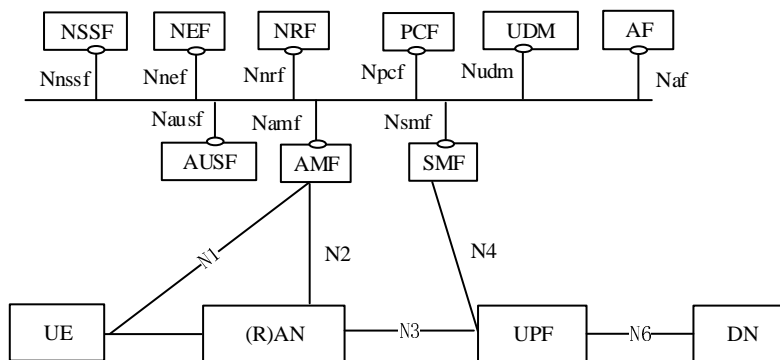 NSSF NEF NRF PCF UDM AF
Nnssf Nnef Nnrf Npcf Nudm Naf
Nausf Namf Nsmf
AUSF AMF SMF
N1 N2 N4
UE (R)AN N3 UPF N6 DN